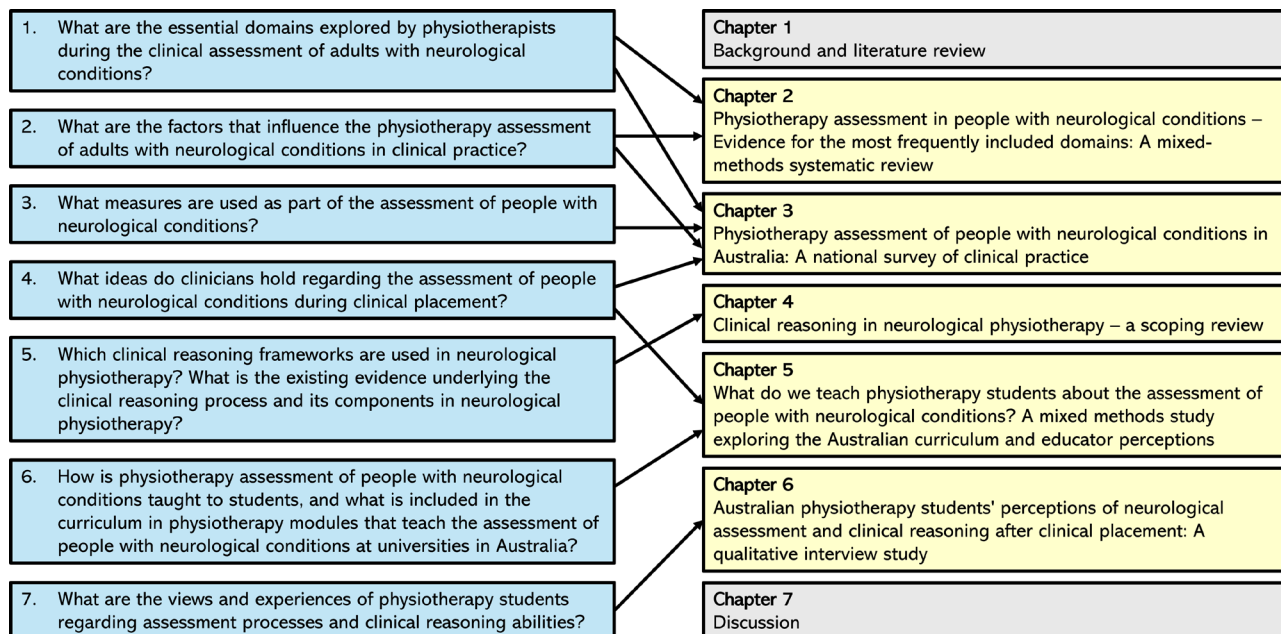 1. What are the essential domains explored by physiotherapists
during the clinical assessment of adults with neurological
conditions?
2. What are the factors that influence the physiotherapy assessment
of adults with neurological conditions in clinical practice?
3. What measures are used as part of the assessment of people with
neurological conditions?
4. What ideas do clinicians hold regarding the assessment of people
with neurological conditions during clinical placement?
5. Which clinical reasoning frameworks are used in neurological
physiotherapy? What is the existing evidence underlying the
clinical reasoning process and its components in neurological
physiotherapy?
6. How is physiotherapy assessment of people with neurological
conditions taught to students, and what is included in the
curriculum in physiotherapy modules that teach the assessment of
people with neurological conditions at universities in Australia?
7. What are the views and experiences of physiotherapy students
regarding assessment processes and clinical reasoning abilities?
Chapter 1
Background and literature review
Chapter 2
Physiotherapy assessment in people with neurological conditions –
Evidence for the most frequently included domains: A mixed-
methods systematic review
Chapter 3
Physiotherapy assessment of people with neurological conditions in
Australia: A national survey of clinical practice
Chapter 4
Clinical reasoning in neurological physiotherapy – a scoping review
Chapter 5
What do we teach physiotherapy students about the assessment of
people with neurological conditions? A mixed methods study
exploring the Australian curriculum and educator perceptions
Chapter 6
Australian physiotherapy students' perceptions of neurological
assessment and clinical reasoning after clinical placement: A
qualitative interview study
Chapter 7
Discussion